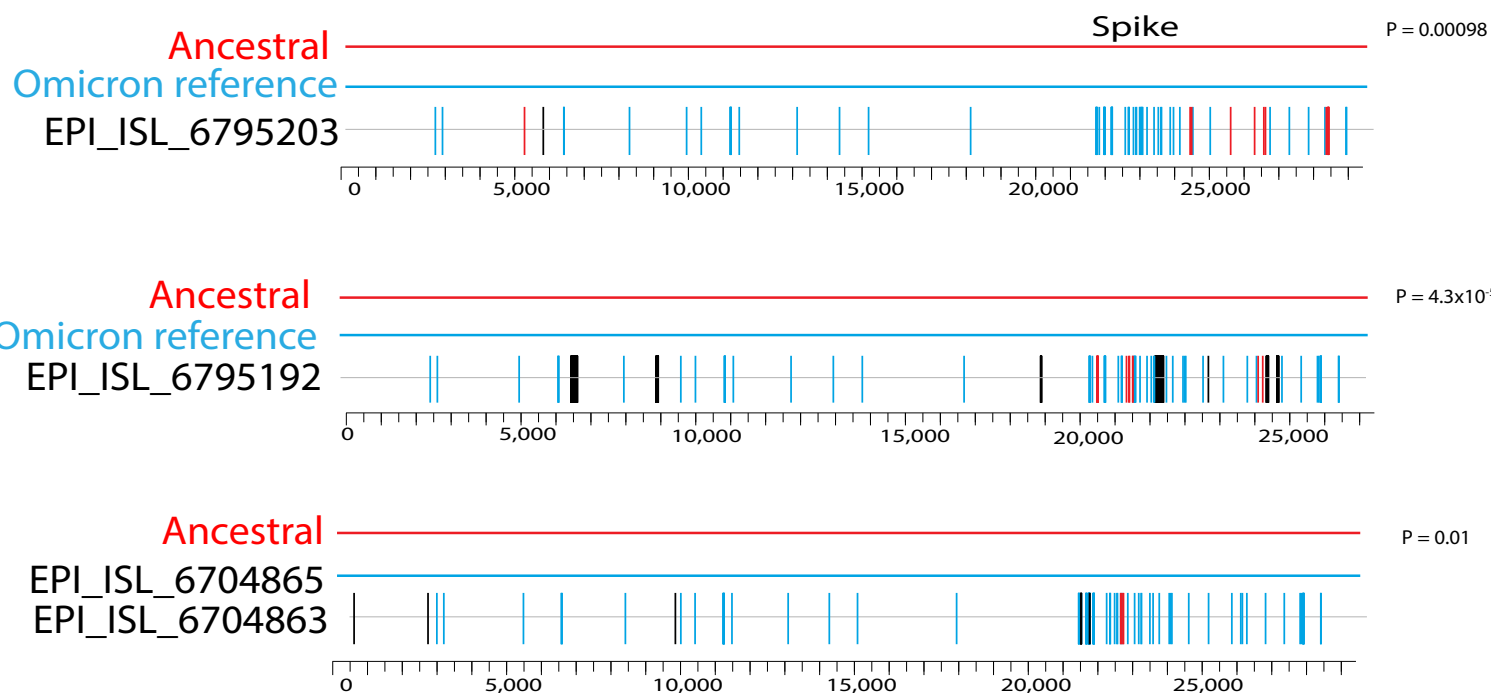 Spike
P = 0.00098
Ancestral
Omicron reference
EPI_ISL_6795203
0 5,000 10,000 15,000 20,000 25,000
Ancestral
P = 4.3x10
Omicron reference
EPI_ISL_6795192
0 5,000 10,000 15,000 20,000 25,000
Ancestral
P = 0.01
EPI_ISL_6704865
EPI_ISL_6704863
0 5,000 10,000 15,000 20,000 25,000